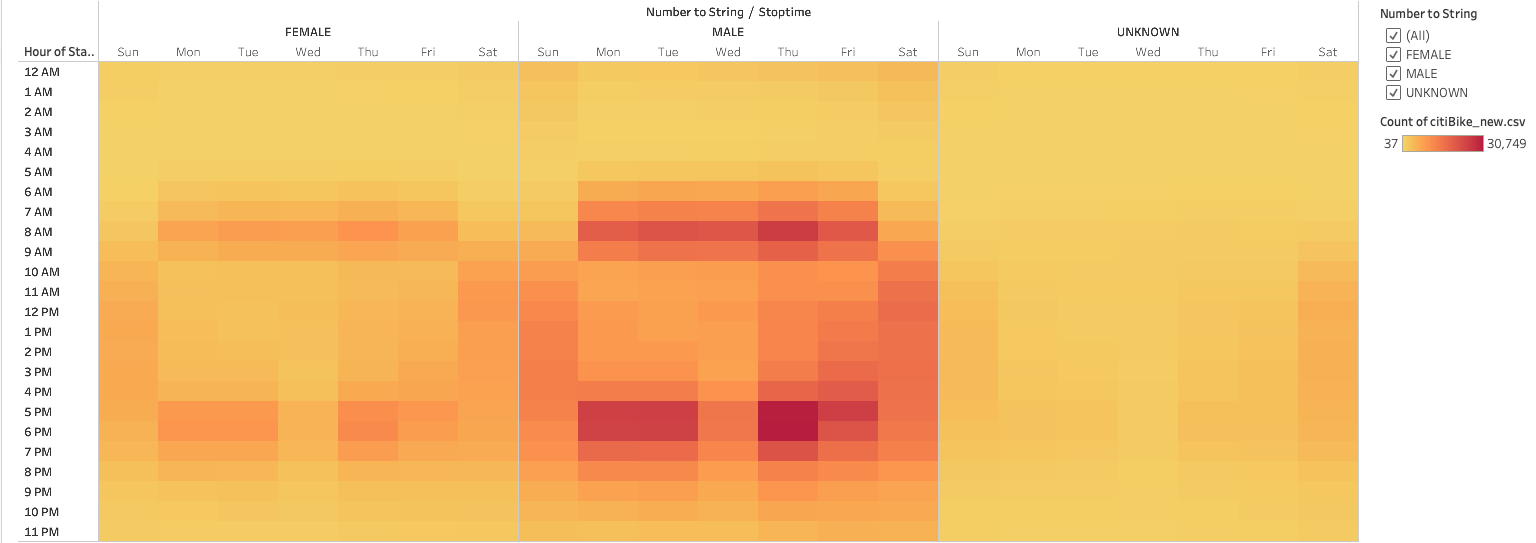 Number to String / Stoptime
FEMALE MALE UNKNOWN
Hour of Sta.. Sun Mon Tue Wed Thu Fri Sat Sun Mon Tue Wed Thu Fri Sat Sun Mon Tue Wed Thu Fri Sat
12 AM
1 AM
2 AM
3 AM
4 AM
5 AM
6 AM
7 AM
8 AM
9 AM
10 AM
11 AM
12 PM
1 PM
2 PM
3 PM
4 PM
5 PM
6 PM
7 PM
8 PM
9 PM
10 PM
11 PM
Number to String
(All)
FEMALE
MALE
UNKNOWN
Count of citiBike_new.csv
37 30,749